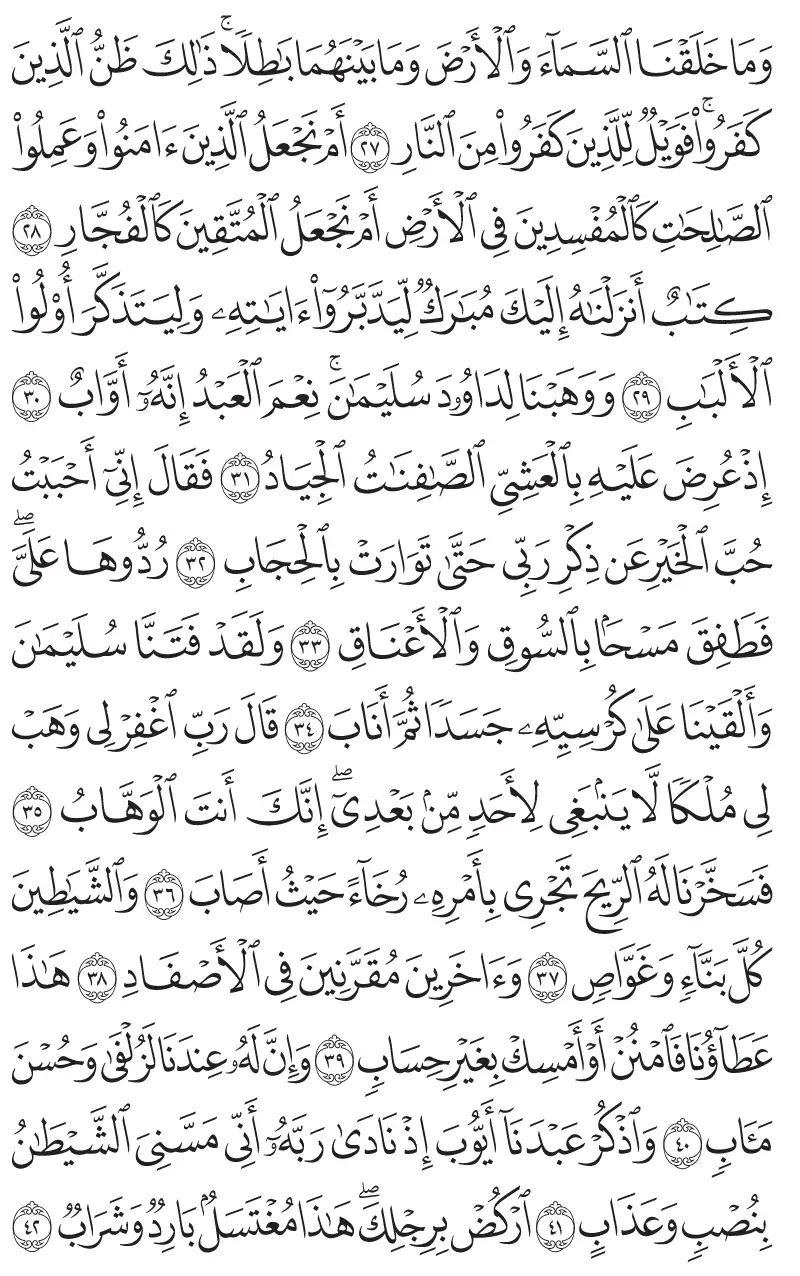 وَمَا خَلَقْنَا ٱلسَّمَآءَ وَٱلْأَرْضَ وَمَا بَيْنَهُمَا بَٰطِلًاۚ ذَٰلِكَ ظَنُّ ٱلَّذِينَ
كَفَرُوا۟ۚ فَوَيْلٌ لِّلَّذِينَ كَفَرُوا۟ مِنَ ٱلنَّارِ ٢٧ أَمْ نَجْعَلُ ٱلَّذِينَ ءَامَنُوا۟ وَعَمِلُوا۟
ٱلصَّٰلِحَٰتِ كَٱلْمُفْسِدِينَ فِى ٱلْأَرْضِ أَمْ نَجْعَلُ ٱلْمُتَّقِينَ كَٱلْفُجَّارِ ٢٨
كِتَٰبٌ أَنزَلْنَٰهُ إِلَيْكَ مُبَٰرَكٌ لِّيَدَّبَّرُوٓا۟ ءَايَٰتِهِۦ وَلِيَتَذَكَّرَ أُو۟لُوا۟
ٱلْأَلْبَٰبِ ٢٩ وَوَهَبْنَا لِدَاوُۥدَ سُلَيْمَٰنَۚ نِعْمَ ٱلْعَبْدُ إِنَّهُۥٓ أَوَّابٌ ٣٠
إِذْ عُرِضَ عَلَيْهِ بِٱلْعَشِىِّ ٱلصَّٰفِنَٰتُ ٱلْجِيَادُ ٣١ فَقَالَ إِنِّىٓ أَحْبَبْتُ
حُبَّ ٱلْخَيْرِ عَن ذِكْرِ رَبِّى حَتَّىٰ تَوَارَتْ بِٱلْحِجَابِ ٣٢ رُدُّوهَا عَلَىَّۖ
فَطَفِقَ مَسْحًۢا بِٱلسُّوقِ وَٱلْأَعْنَاقِ ٣٣ وَلَقَدْ فَتَنَّا سُلَيْمَٰنَ
وَأَلْقَيْنَا عَلَىٰ كُرْسِيِّهِۦ جَسَدًا ثُمَّ أَنَابَ ٣٤ قَالَ رَبِّ ٱغْفِرْ لِى وَهَبْ
لِى مُلْكًا لَّا يَنۢبَغِى لِأَحَدٍ مِّنۢ بَعْدِىٓۖ إِنَّكَ أَنتَ ٱلْوَهَّابُ ٣٥
فَسَخَّرْنَا لَهُ ٱلرِّيحَ تَجْرِى بِأَمْرِهِۦ رُخَآءً حَيْثُ أَصَابَ ٣٦ وَٱلشَّيَٰطِينَ
كُلَّ بَنَّآءٍ وَغَوَّاصٍ ٣٧ وَءَاخَرِينَ مُقَرَّنِينَ فِى ٱلْأَصْفَادِ ٣٨ هَٰذَا
عَطَآؤُنَا فَٱمْنُنْ أَوْ أَمْسِكْ بِغَيْرِ حِسَابٍ ٣٩ وَإِنَّ لَهُۥ عِندَنَا لَزُلْفَىٰ وَحُسْنَ
مَـَٔابٍ ٤٠ وَٱذْكُرْ عَبْدَنَآ أَيُّوبَ إِذْ نَادَىٰ رَبَّهُۥٓ أَنِّى مَسَّنِىَ ٱلشَّيْطَٰنُ
بِنُصْبٍ وَعَذَابٍ ٤١ ٱرْكُضْ بِرِجْلِكَۖ هَٰذَا مُغْتَسَلٌۢ بَارِدٌ وَشَرَابٌ ٤٢